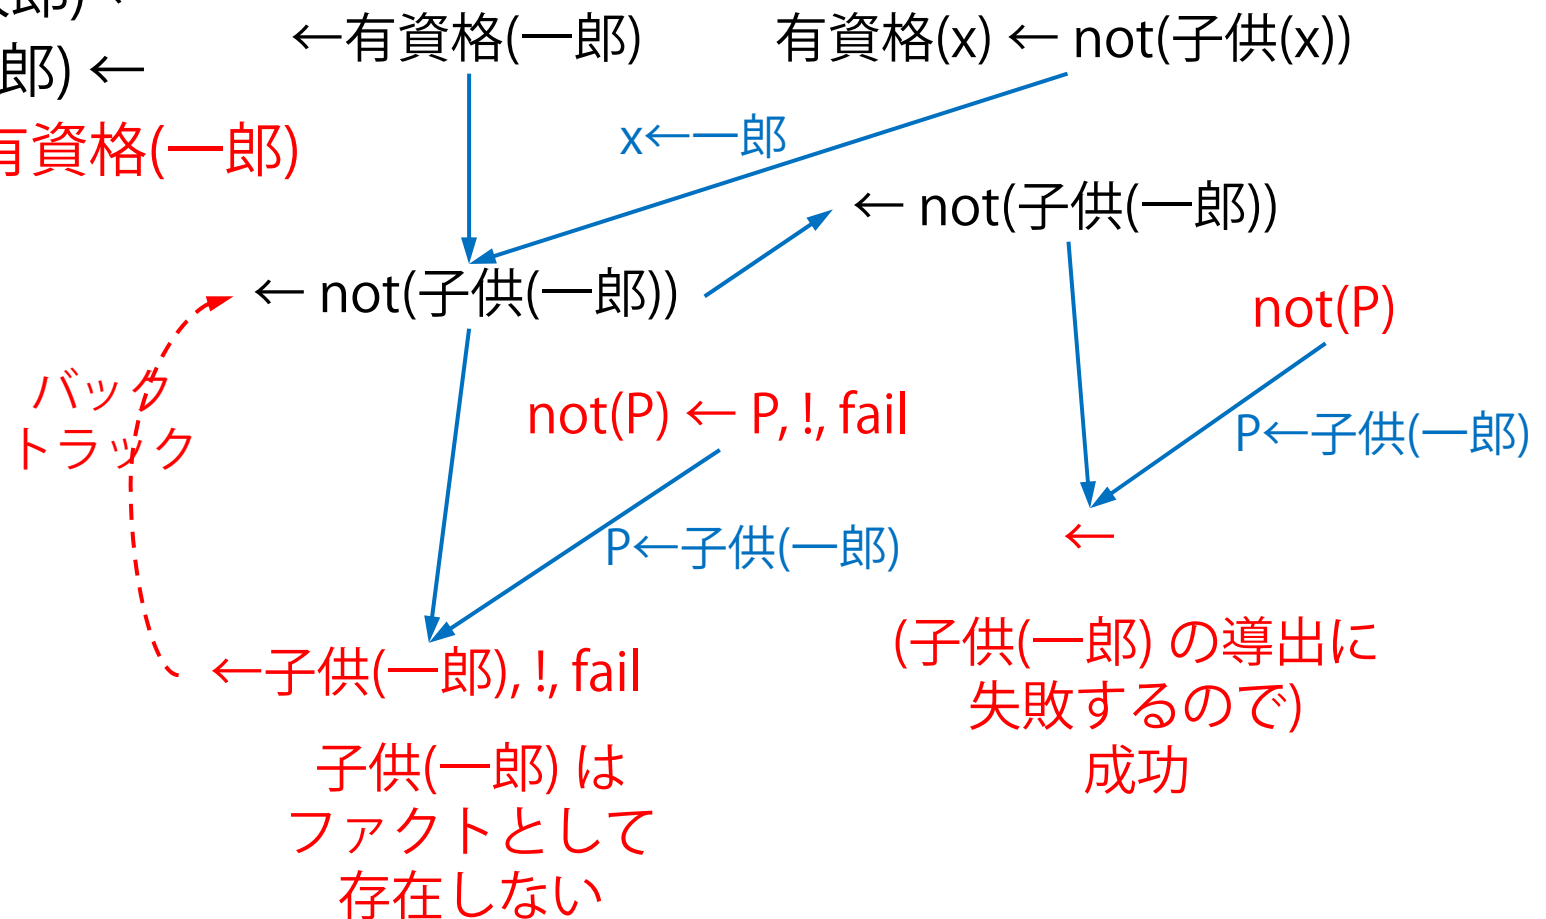 郎) ←
郎) ←
有資格(一郎)
←有資格(一郎)
有資格(x) ← not(子供(x))
x←一郎
← not(子供(一郎))
← not(子供(一郎))
not(P)
バック
トラック
not(P) ← P, !, fail
P←子供(一郎)
P←子供(一郎)
←
←子供(一郎), !, fail
(子供(一郎) の導出に
失敗するので)
成功
子供(一郎) は
ファクトとして
存在しない